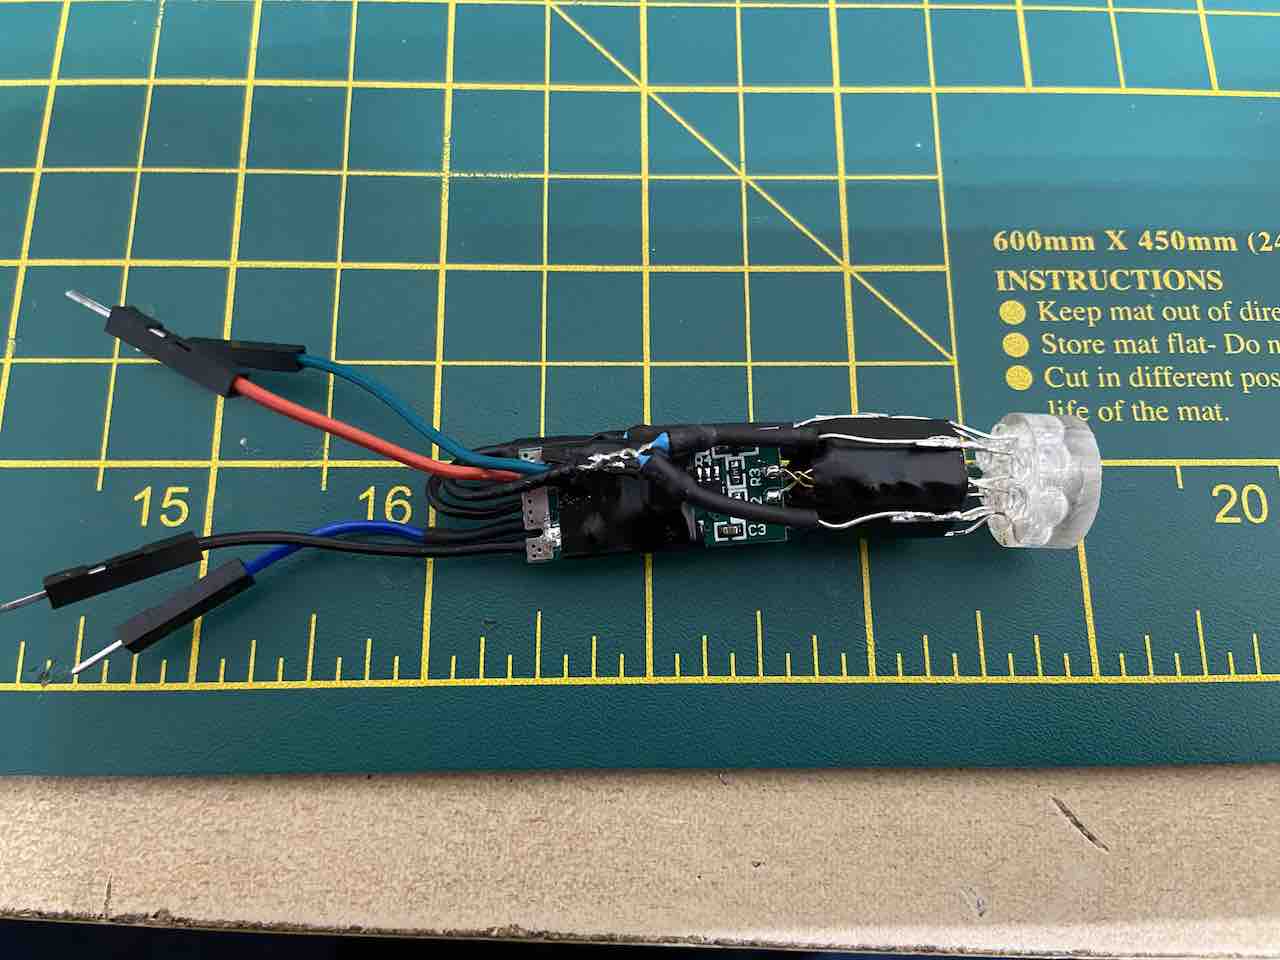 600mm X 450mm (24
INSTRUCTIONS
Keep mat out of dire
Store mat flat- Do n
Cut in different pos
life of the mat.
R3
C3
15
16
20